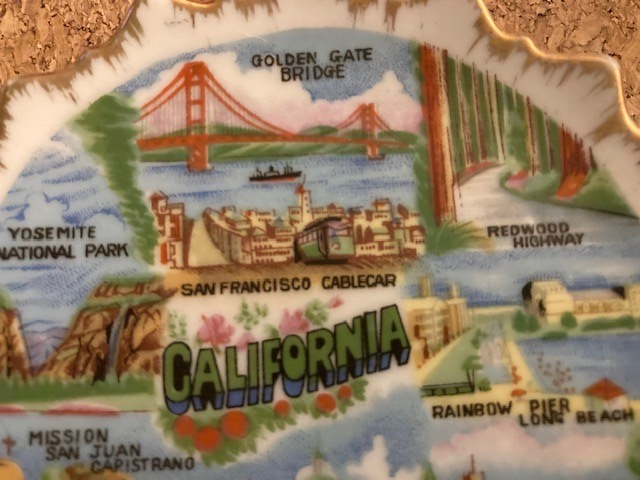 GOLDEN GATE
BRIDGE
YOSEMITE
NATIONAL PARK
REDWOOD
HIGHWAY
SAN FRANCISCO CABLECAR
CALIFORNIA
RAINBOW PIER
LONG BEACH
MISSION
SAN JUAN
CAPISTRANO